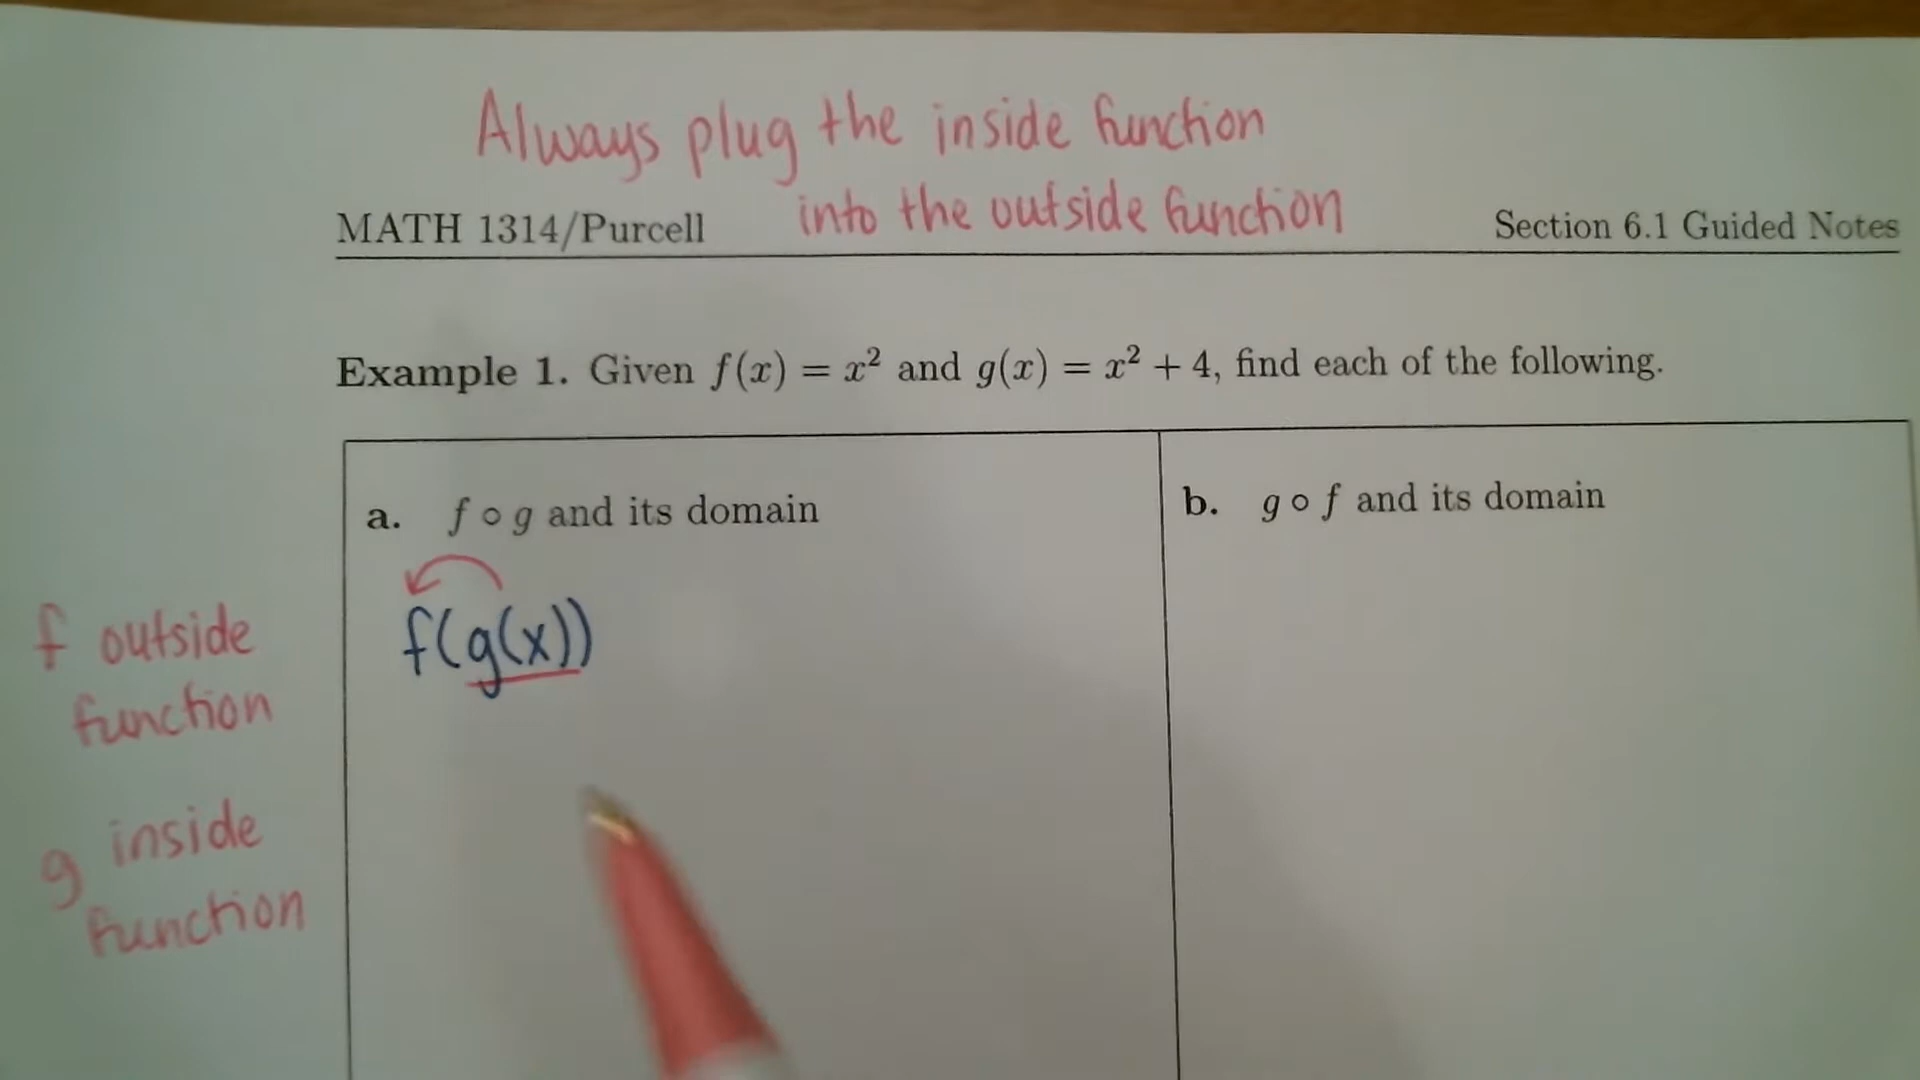 Always plug the inside function
into the outside function
MATH 1314/Purcell
Section 6.1 Guided Notes
Example 1. Given f(x) = x² and g(x) = x² + 4, find each of the following.
a. f ∘ g and its domain
b. g ∘ f and its domain
f(g(x))
f outside
function
g inside
function